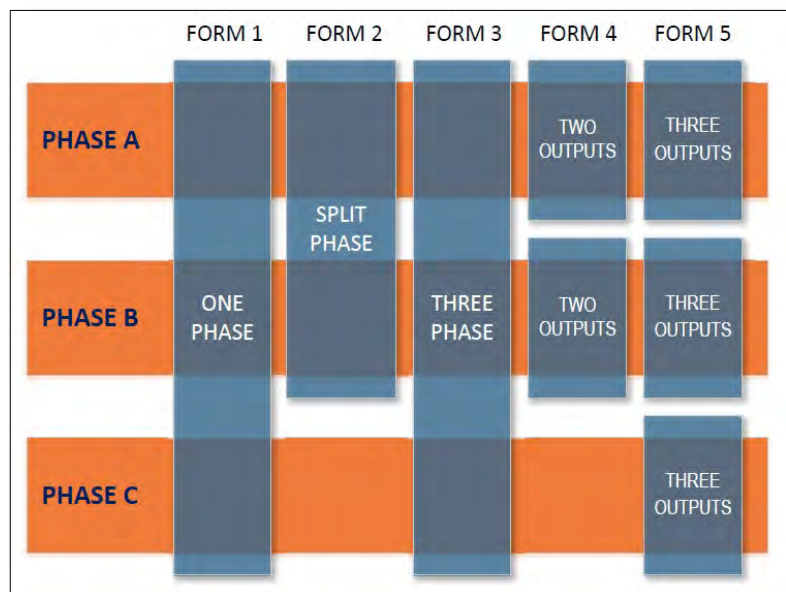 FORM 1 FORM 2 FORM 3 FORM 4 FORM 5
PHASE A
TWO
OUTPUTS
THREE
OUTPUTS
SPLIT
PHASE
PHASE B
ONE
PHASE
THREE
PHASE
TWO
OUTPUTS
THREE
OUTPUTS
PHASE C
THREE
OUTPUTS